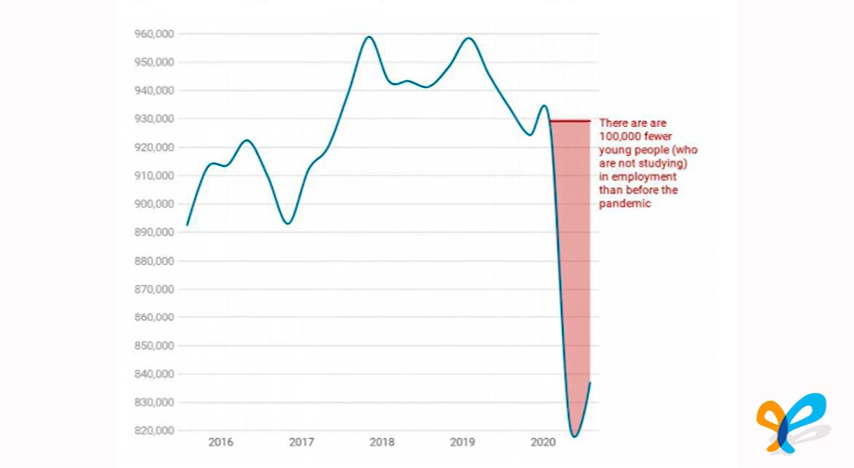 960,000
950,000
940,000
930,000
920,000
910,000
900,000
890,000
880,000
870,000
860,000
850,000
840,000
830,000
820,000
There are are
100,000 fewer
young people (who
are not studying)
in employment
than before the
pandemic
2016
2017
2018
2019
2020